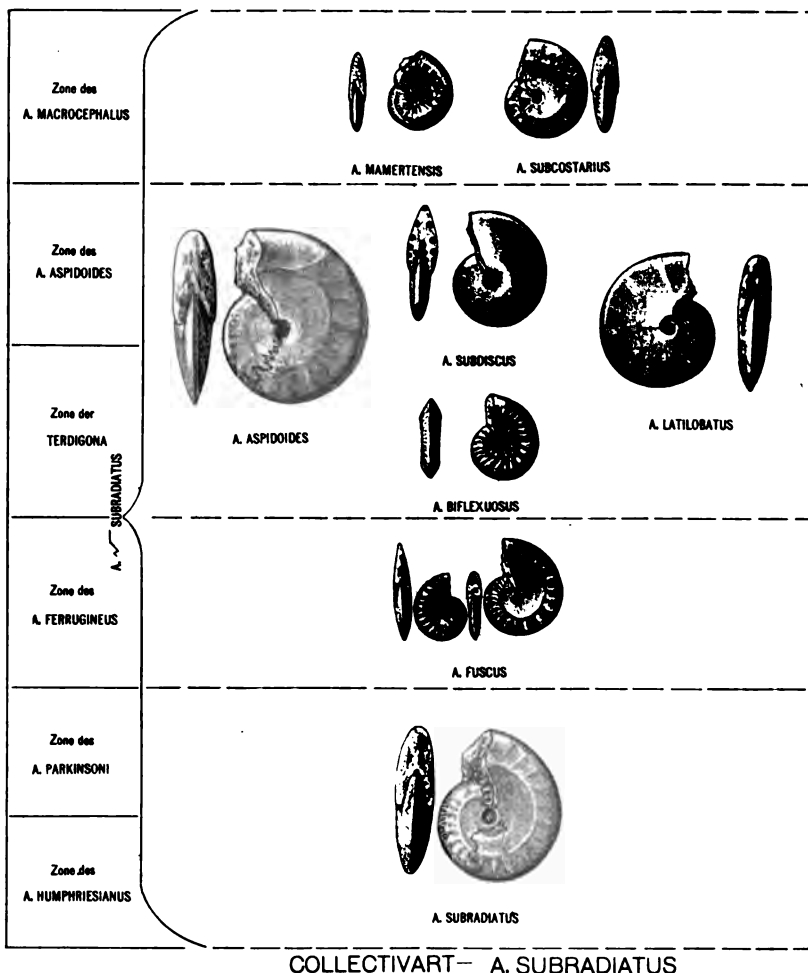 Zone des
A. MACROCEPHALUS
A. MAMERTENSIS
A. SUBCOSTARIUS
Zone des
A. ASPIDOIDES
A. ASPIDOIDES
A. SUBDISCUS
A. LATILOBATUS
Zone der
TERDIGONA
A. BIFLEXUOSUS
A. SUBRADIATUS
Zone des
A. FERRUGINEUS
A. FUSCUS
Zone des
A. PARKINSONI
Zone des
A. HUMPHRIESIANUS
A. SUBRADIATUS
COLLECTIVART— A. SUBRADIATUS